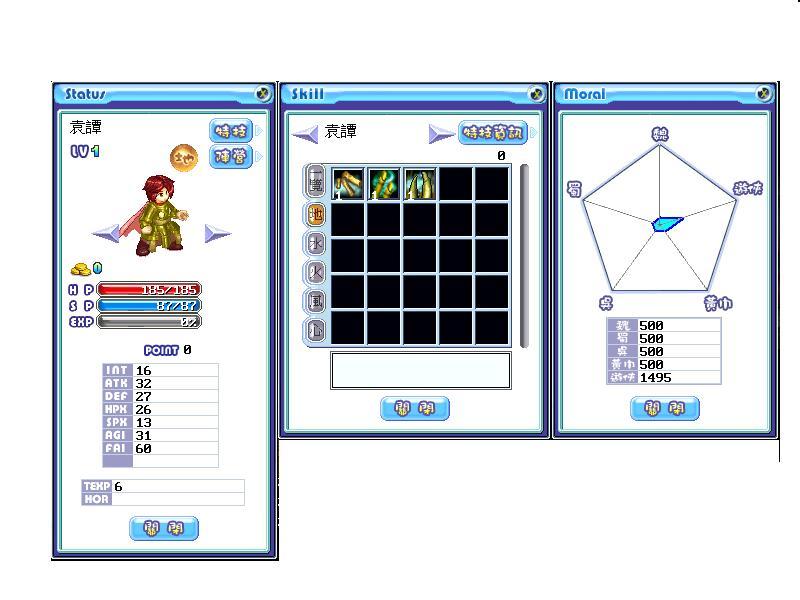 Status
袁譚
特技
LV 1
地
陣營
0
HP 185/185
SP 87/87
EXP 0%
POINT 0
INT 16
ATK 32
DEF 27
HPX 26
SPX 13
AGI 31
FAI 60
TEXP 6
HOR
關閉
Skill
袁譚
特技資訊
0
一覽
1 1 1
地
水
火
風
心
關閉
Moral
魏
蜀
遊俠
吳
黃巾
魏 500
蜀 500
吳 500
黃巾 500
遊俠 1495
關閉